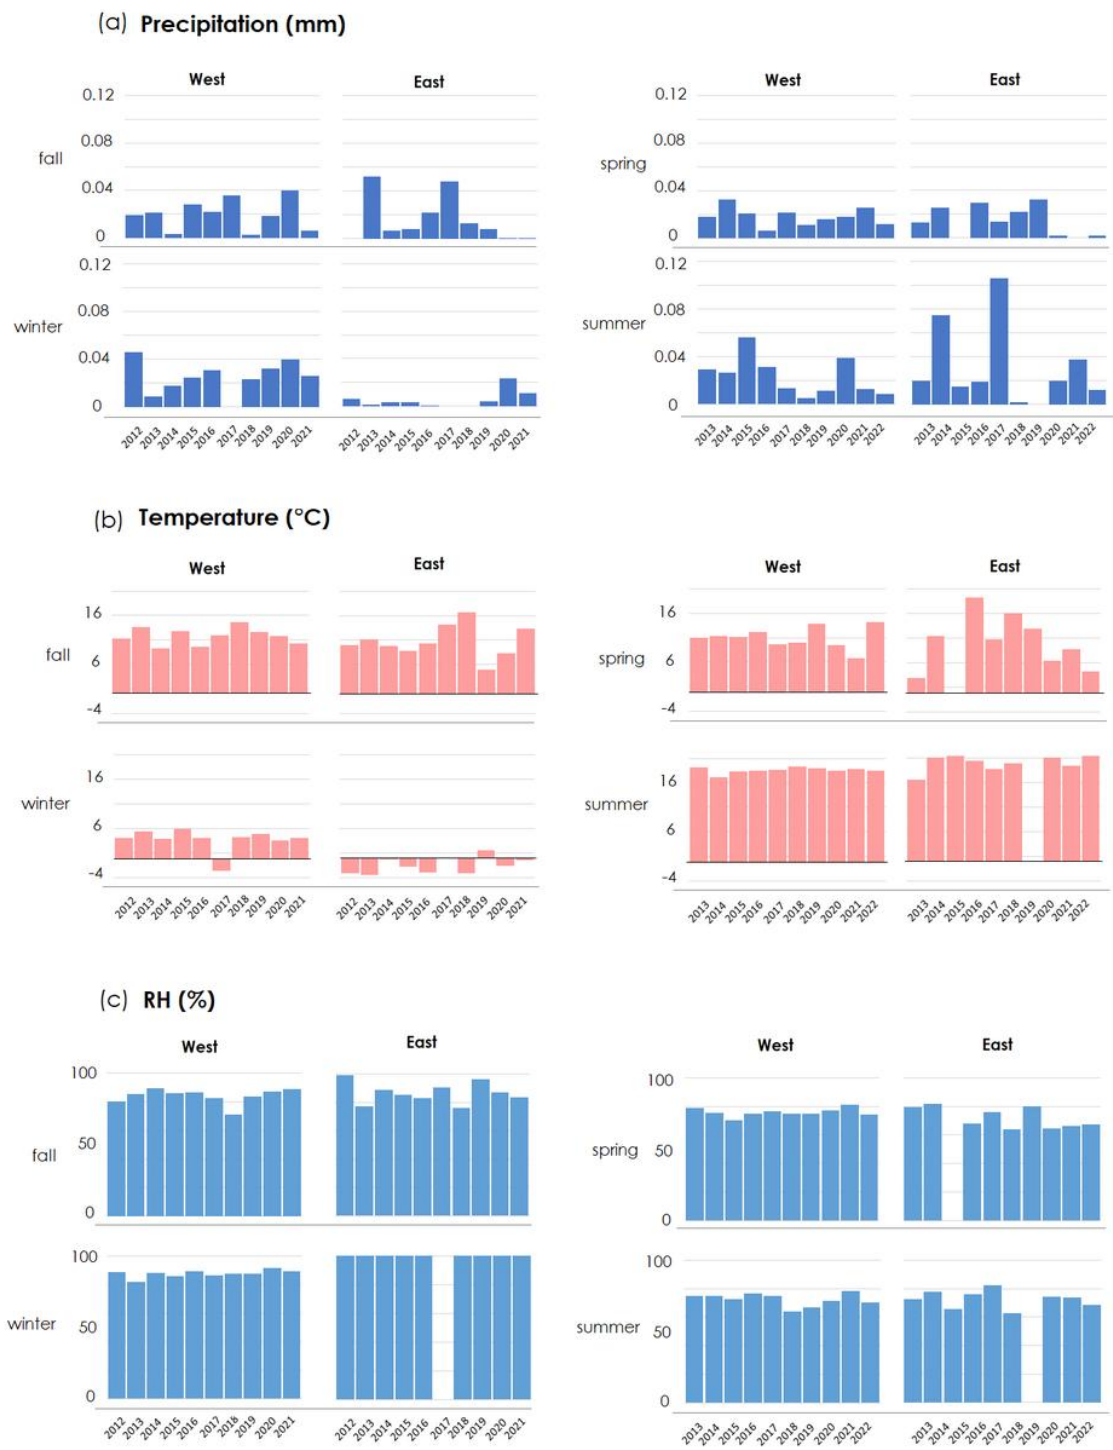 (a) Precipitation (mm)
West East West East
0.12 0.12
fall 0.08 spring 0.08
0.04 0.04
0 0
0.12 0.12
winter 0.08 summer 0.08
0.04 0.04
0 0
2012 2013 2014 2015 2016 2017 2018 2019 2020 2021 2012 2013 2014 2015 2016 2017 2018 2019 2020 2021 2013 2014 2015 2016 2017 2018 2019 2020 2021 2022 2013 2014 2015 2016 2017 2018 2019 2020 2021 2022
(b) Temperature (°C)
West East West East
16 16
fall 6 spring 6
-4 -4
16 16
winter 6 summer 6
-4 -4
2012 2013 2014 2015 2016 2017 2018 2019 2020 2021 2012 2013 2014 2015 2016 2017 2018 2019 2020 2021 2013 2014 2015 2016 2017 2018 2019 2020 2021 2022 2013 2014 2015 2016 2017 2018 2019 2020 2021 2022
(c) RH (%)
West East West East
100 100
fall 50 spring 50
0 0
100 100
winter 50 summer 50
0 0
2012 2013 2014 2015 2016 2017 2018 2019 2020 2021 2012 2013 2014 2015 2016 2017 2018 2019 2020 2021 2013 2014 2015 2016 2017 2018 2019 2020 2021 2022 2013 2014 2015 2016 2017 2018 2019 2020 2021 2022